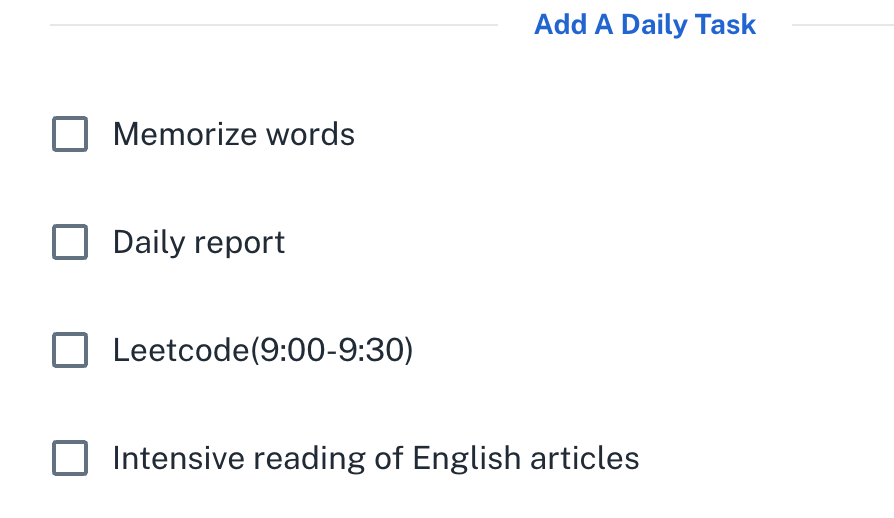 Add A Daily Task
Memorize words
Daily report
Leetcode(9:00-9:30)
Intensive reading of English articles